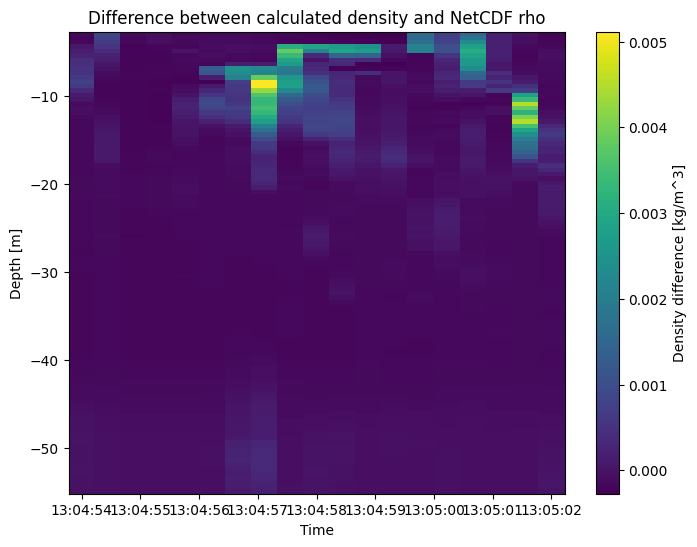 Difference between calculated density and NetCDF rho
−10
−20
−30
−40
−50
Depth [m]
13:04:54 13:04:55 13:04:56 13:04:57 13:04:58 13:04:59 13:05:00 13:05:01 13:05:02
Time
0.005
0.004
0.003
0.002
0.001
0.000
Density difference [kg/m^3]